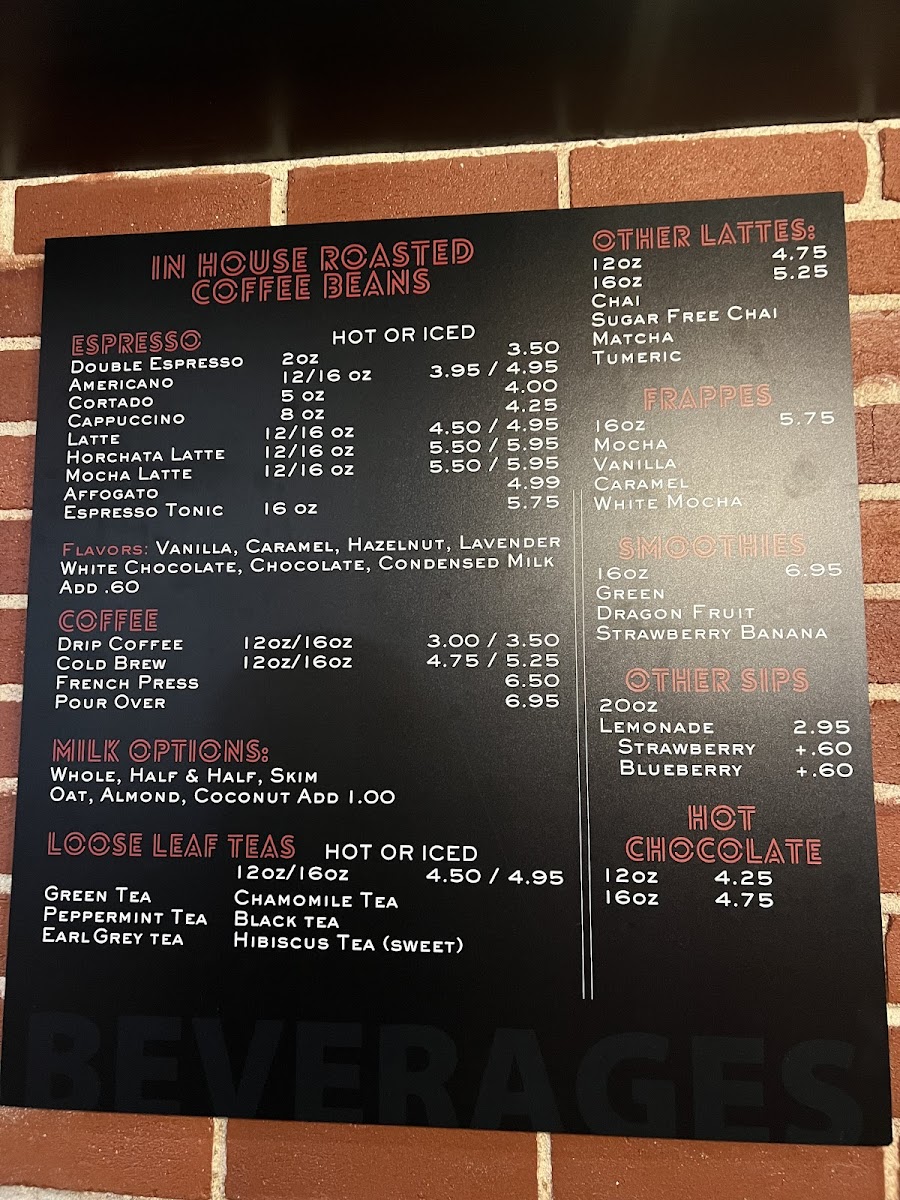 IN HOUSE ROASTED
COFFEE BEANS
ESPRESSO HOT OR ICED
DOUBLE ESPRESSO 2OZ 3.50
AMERICANO 12/16 OZ 3.95 / 4.95
CORTADO 5 OZ 4.00
CAPPUCCINO 8 OZ 4.25
LATTE 12/16 OZ 4.50 / 4.95
HORCHATA LATTE 12/16 OZ 5.50 / 5.95
MOCHA LATTE 12/16 OZ 5.50 / 5.95
AFFOGATO 4.99
ESPRESSO TONIC 16 OZ 5.75
FLAVORS: VANILLA, CARAMEL, HAZELNUT, LAVENDER
WHITE CHOCOLATE, CHOCOLATE, CONDENSED MILK
ADD .60
COFFEE
DRIP COFFEE 12OZ/16OZ 3.00 / 3.50
COLD BREW 12OZ/16OZ 4.75 / 5.25
FRENCH PRESS 6.50
POUR OVER 6.95
MILK OPTIONS:
WHOLE, HALF & HALF, SKIM
OAT, ALMOND, COCONUT ADD 1.00
LOOSE LEAF TEAS HOT OR ICED
12OZ/16OZ 4.50 / 4.95
GREEN TEA CHAMOMILE TEA
PEPPERMINT TEA BLACK TEA
EARL GREY TEA HIBISCUS TEA (SWEET)
OTHER LATTES:
12OZ 4.75
16OZ 5.25
CHAI
SUGAR FREE CHAI
MATCHA
TUMERIC
FRAPPES
16OZ 5.75
MOCHA
VANILLA
CARAMEL
WHITE MOCHA
SMOOTHIES
16OZ 6.95
GREEN
DRAGON FRUIT
STRAWBERRY BANANA
OTHER SIPS
20OZ
LEMONADE 2.95
STRAWBERRY +.60
BLUEBERRY +.60
HOT
CHOCOLATE
12OZ 4.25
16OZ 4.75
BEVERAGES